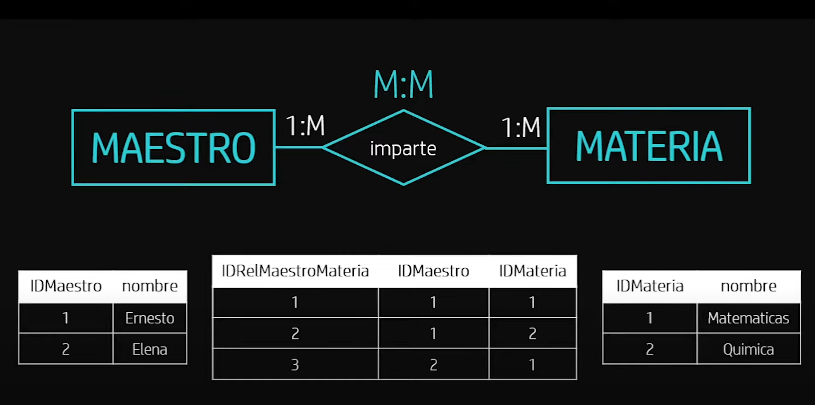 M:M
MAESTRO 1:M imparte 1:M MATERIA
IDMaestro nombre
1 Ernesto
2 Elena
IDRelMaestroMateria IDMaestro IDMateria
1 1 1
2 1 2
3 2 1
IDMateria nombre
1 Matematicas
2 Quimica